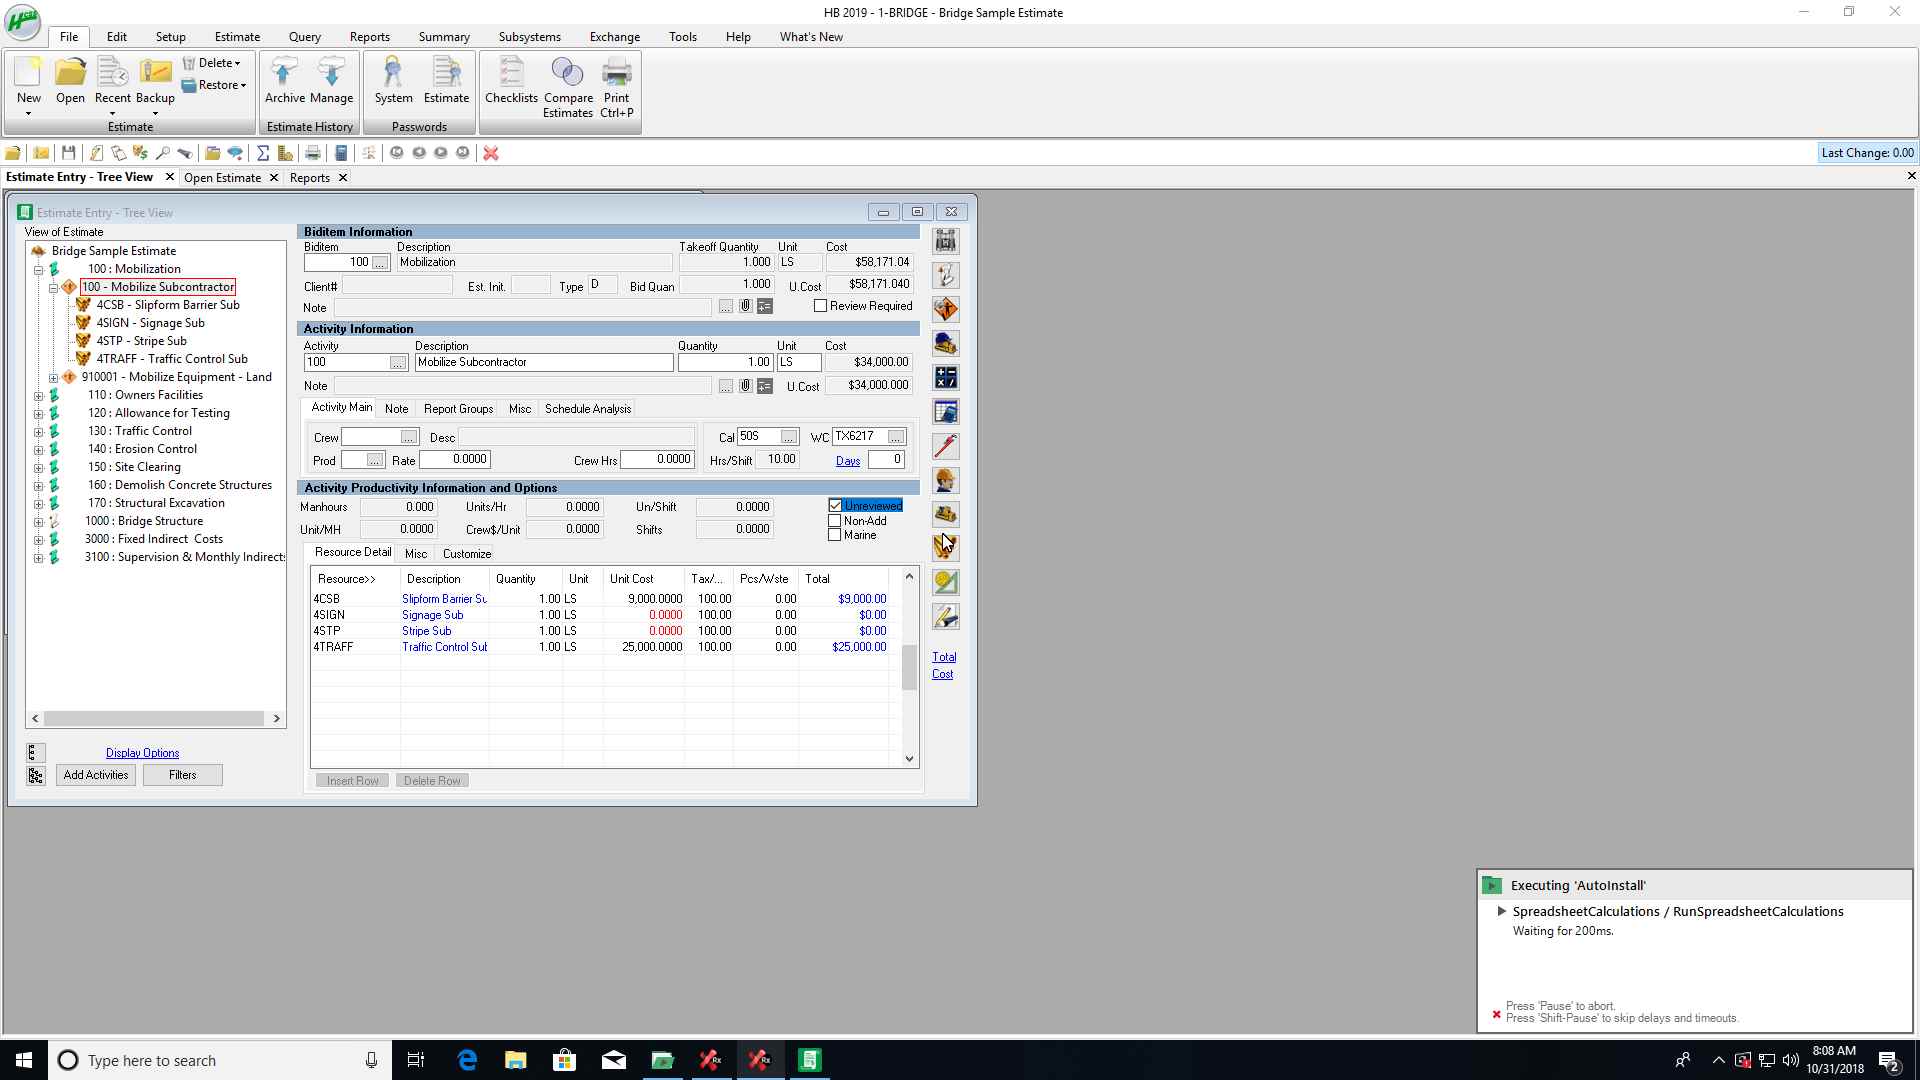 HB 2019 - 1-BRIDGE - Bridge Sample Estimate
File Edit Setup Estimate Query Reports Summary Subsystems Exchange Tools Help What's New
New Open Recent Backup Delete Restore
Estimate
Archive Manage
Estimate History
System Estimate
Passwords
Checklists Compare Estimates Print Ctrl+P
Last Change: 0.00
Estimate Entry - Tree View Open Estimate Reports
Estimate Entry - Tree View
View of Estimate
Bridge Sample Estimate
100 : Mobilization
100 - Mobilize Subcontractor
4CSB - Slipform Barrier Sub
4SIGN - Signage Sub
4STP - Stripe Sub
4TRAFF - Traffic Control Sub
910001 - Mobilize Equipment - Land
110 : Owners Facilities
120 : Allowance for Testing
130 : Traffic Control
140 : Erosion Control
150 : Site Clearing
160 : Demolish Concrete Structures
170 : Structural Excavation
1000 : Bridge Structure
3000 : Fixed Indirect Costs
3100 : Supervision & Monthly Indirect:
Display Options
Add Activities Filters
Biditem Information
Biditem Description Takeoff Quantity Unit Cost
100 ... Mobilization 1.000 LS $58,171.04
Client# Est. Init. Type D Bid Quan 1.000 U.Cost $58,171.040
Note ... Review Required
Activity Information
Activity Description Quantity Unit Cost
100 ... Mobilize Subcontractor 1.00 LS $34,000.00
Note ... U.Cost $34,000.000
Activity Main Note Report Groups Misc Schedule Analysis
Crew ... Desc Cal 50S ... WC TX6217 ...
Prod ... Rate 0.0000 Crew Hrs 0.0000 Hrs/Shift 10.00 Days 0
Activity Productivity Information and Options
Manhours 0.000 Units/Hr 0.0000 Un/Shift 0.0000 Unreviewed
Non-Add
Unit/MH 0.0000 Crew$/Unit 0.0000 Shifts 0.0000 Marine
Resource Detail Misc Customize
Resource>> Description Quantity Unit Unit Cost Tax/... Pcs/Wste Total
4CSB Slipform Barrier Su 1.00 LS 9,000.0000 100.00 0.00 $9,000.00
4SIGN Signage Sub 1.00 LS 0.0000 100.00 0.00 $0.00
4STP Stripe Sub 1.00 LS 0.0000 100.00 0.00 $0.00
4TRAFF Traffic Control Sub 1.00 LS 25,000.0000 100.00 0.00 $25,000.00
Insert Row Delete Row
Total
Cost
Executing 'AutoInstall'
SpreadsheetCalculations / RunSpreadsheetCalculations
Waiting for 200ms.
Press 'Pause' to abort.
Press 'Shift-Pause' to skip delays and timeouts.
Type here to search
8:08 AM
10/31/2018
2